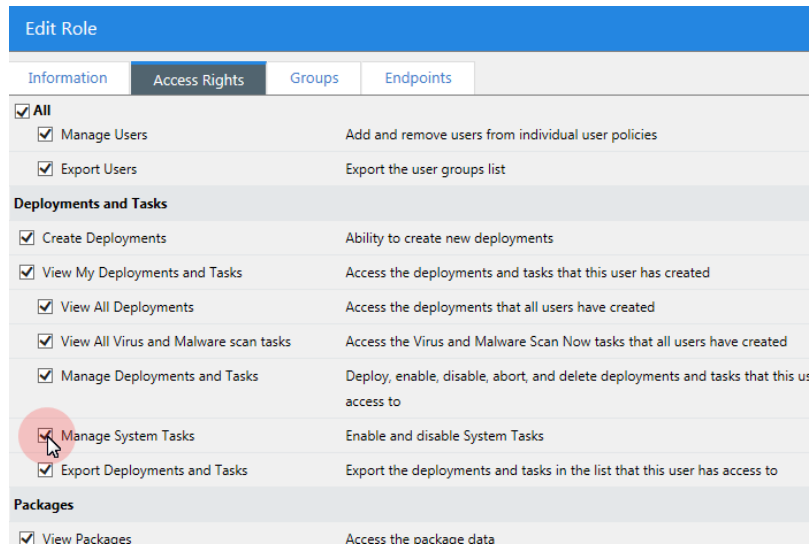 Edit Role
Information Access Rights Groups Endpoints
All
Manage Users Add and remove users from individual user policies
Export Users Export the user groups list
Deployments and Tasks
Create Deployments Ability to create new deployments
View My Deployments and Tasks Access the deployments and tasks that this user has created
View All Deployments Access the deployments that all users have created
View All Virus and Malware scan tasks Access the Virus and Malware Scan Now tasks that all users have created
Manage Deployments and Tasks Deploy, enable, disable, abort, and delete deployments and tasks that this us
access to
Manage System Tasks Enable and disable System Tasks
Export Deployments and Tasks Export the deployments and tasks in the list that this user has access to
Packages
View Packages Access the package data